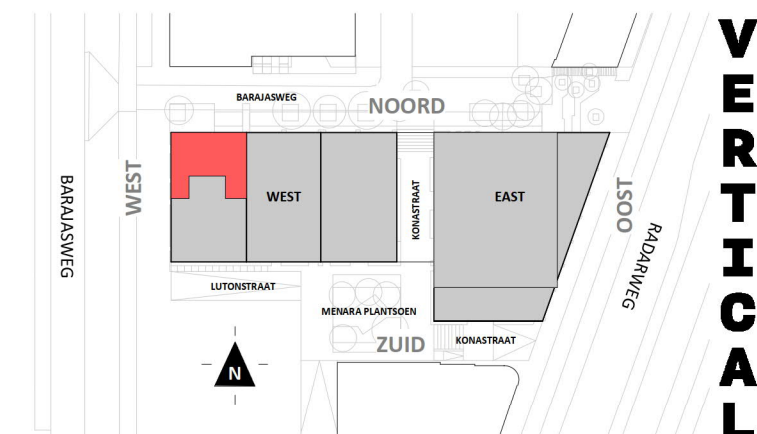 BARAJASWEG
NOORD
BARAJASWEG
WEST
WEST
KONASTRAAT
EAST
OOST
RADARWEG
LUTONSTRAAT
MENARA PLANTSOEN
ZUID
KONASTRAAT
N
VERTICAL